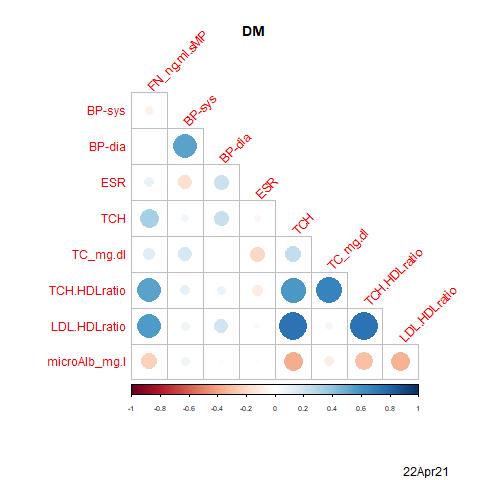 DM
FN_ng.ml.sMP
BP-sys
BP-sys
BP-dia
BP-dia
ESR
ESR
TCH
TCH
TC_mg.dl
TC_mg.dl
TCH.HDLratio
TCH.HDLratio
LDL.HDLratio
LDL.HDLratio
microAlb_mg.l
-1 -0.8 -0.6 -0.4 -0.2 0 0.2 0.4 0.6 0.8 1
22Apr21